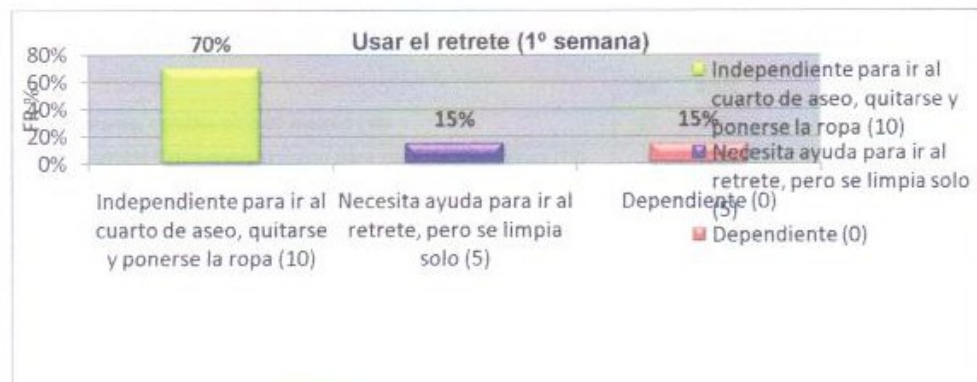 Usar el retrete (1º semana)
70%
15%
15%
80%
60%
40%
20%
0%
FR%
Independiente para ir al
cuarto de aseo, quitarse
y ponerse la ropa (10)
Necesita ayuda para ir al
retrete, pero se limpia
solo (5)
Dependiente (0)
Independiente para ir al
cuarto de aseo, quitarse y
ponerse la ropa (10)
Necesita ayuda para ir al
retrete, pero se limpia solo
(5)
Dependiente (0)